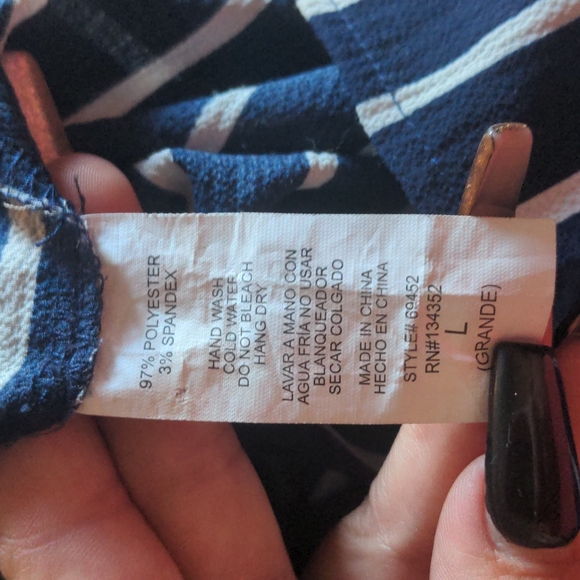 97% POLYESTER
3% SPANDEX
HAND WASH
COLD WATER
DO NOT BLEACH
HANG DRY
LAVAR A MANO CON
AGUA FRIA NO USAR
BLANQUEADOR
SECAR COLGADO
MADE IN CHINA
HECHO EN CHINA
STYLE# 69452
RN#134352
L
(GRANDE)